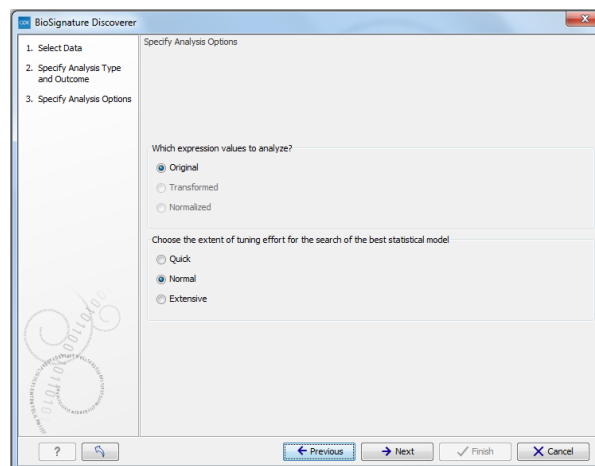 BioSignature Discoverer
1. Select Data
2. Specify Analysis Type
and Outcome
3. Specify Analysis Options
Specify Analysis Options
Which expression values to analyze?
Original
Transformed
Normalized
Choose the extent of tuning effort for the search of the best statistical model
Quick
Normal
Extensive
?
Previous
Next
Finish
Cancel